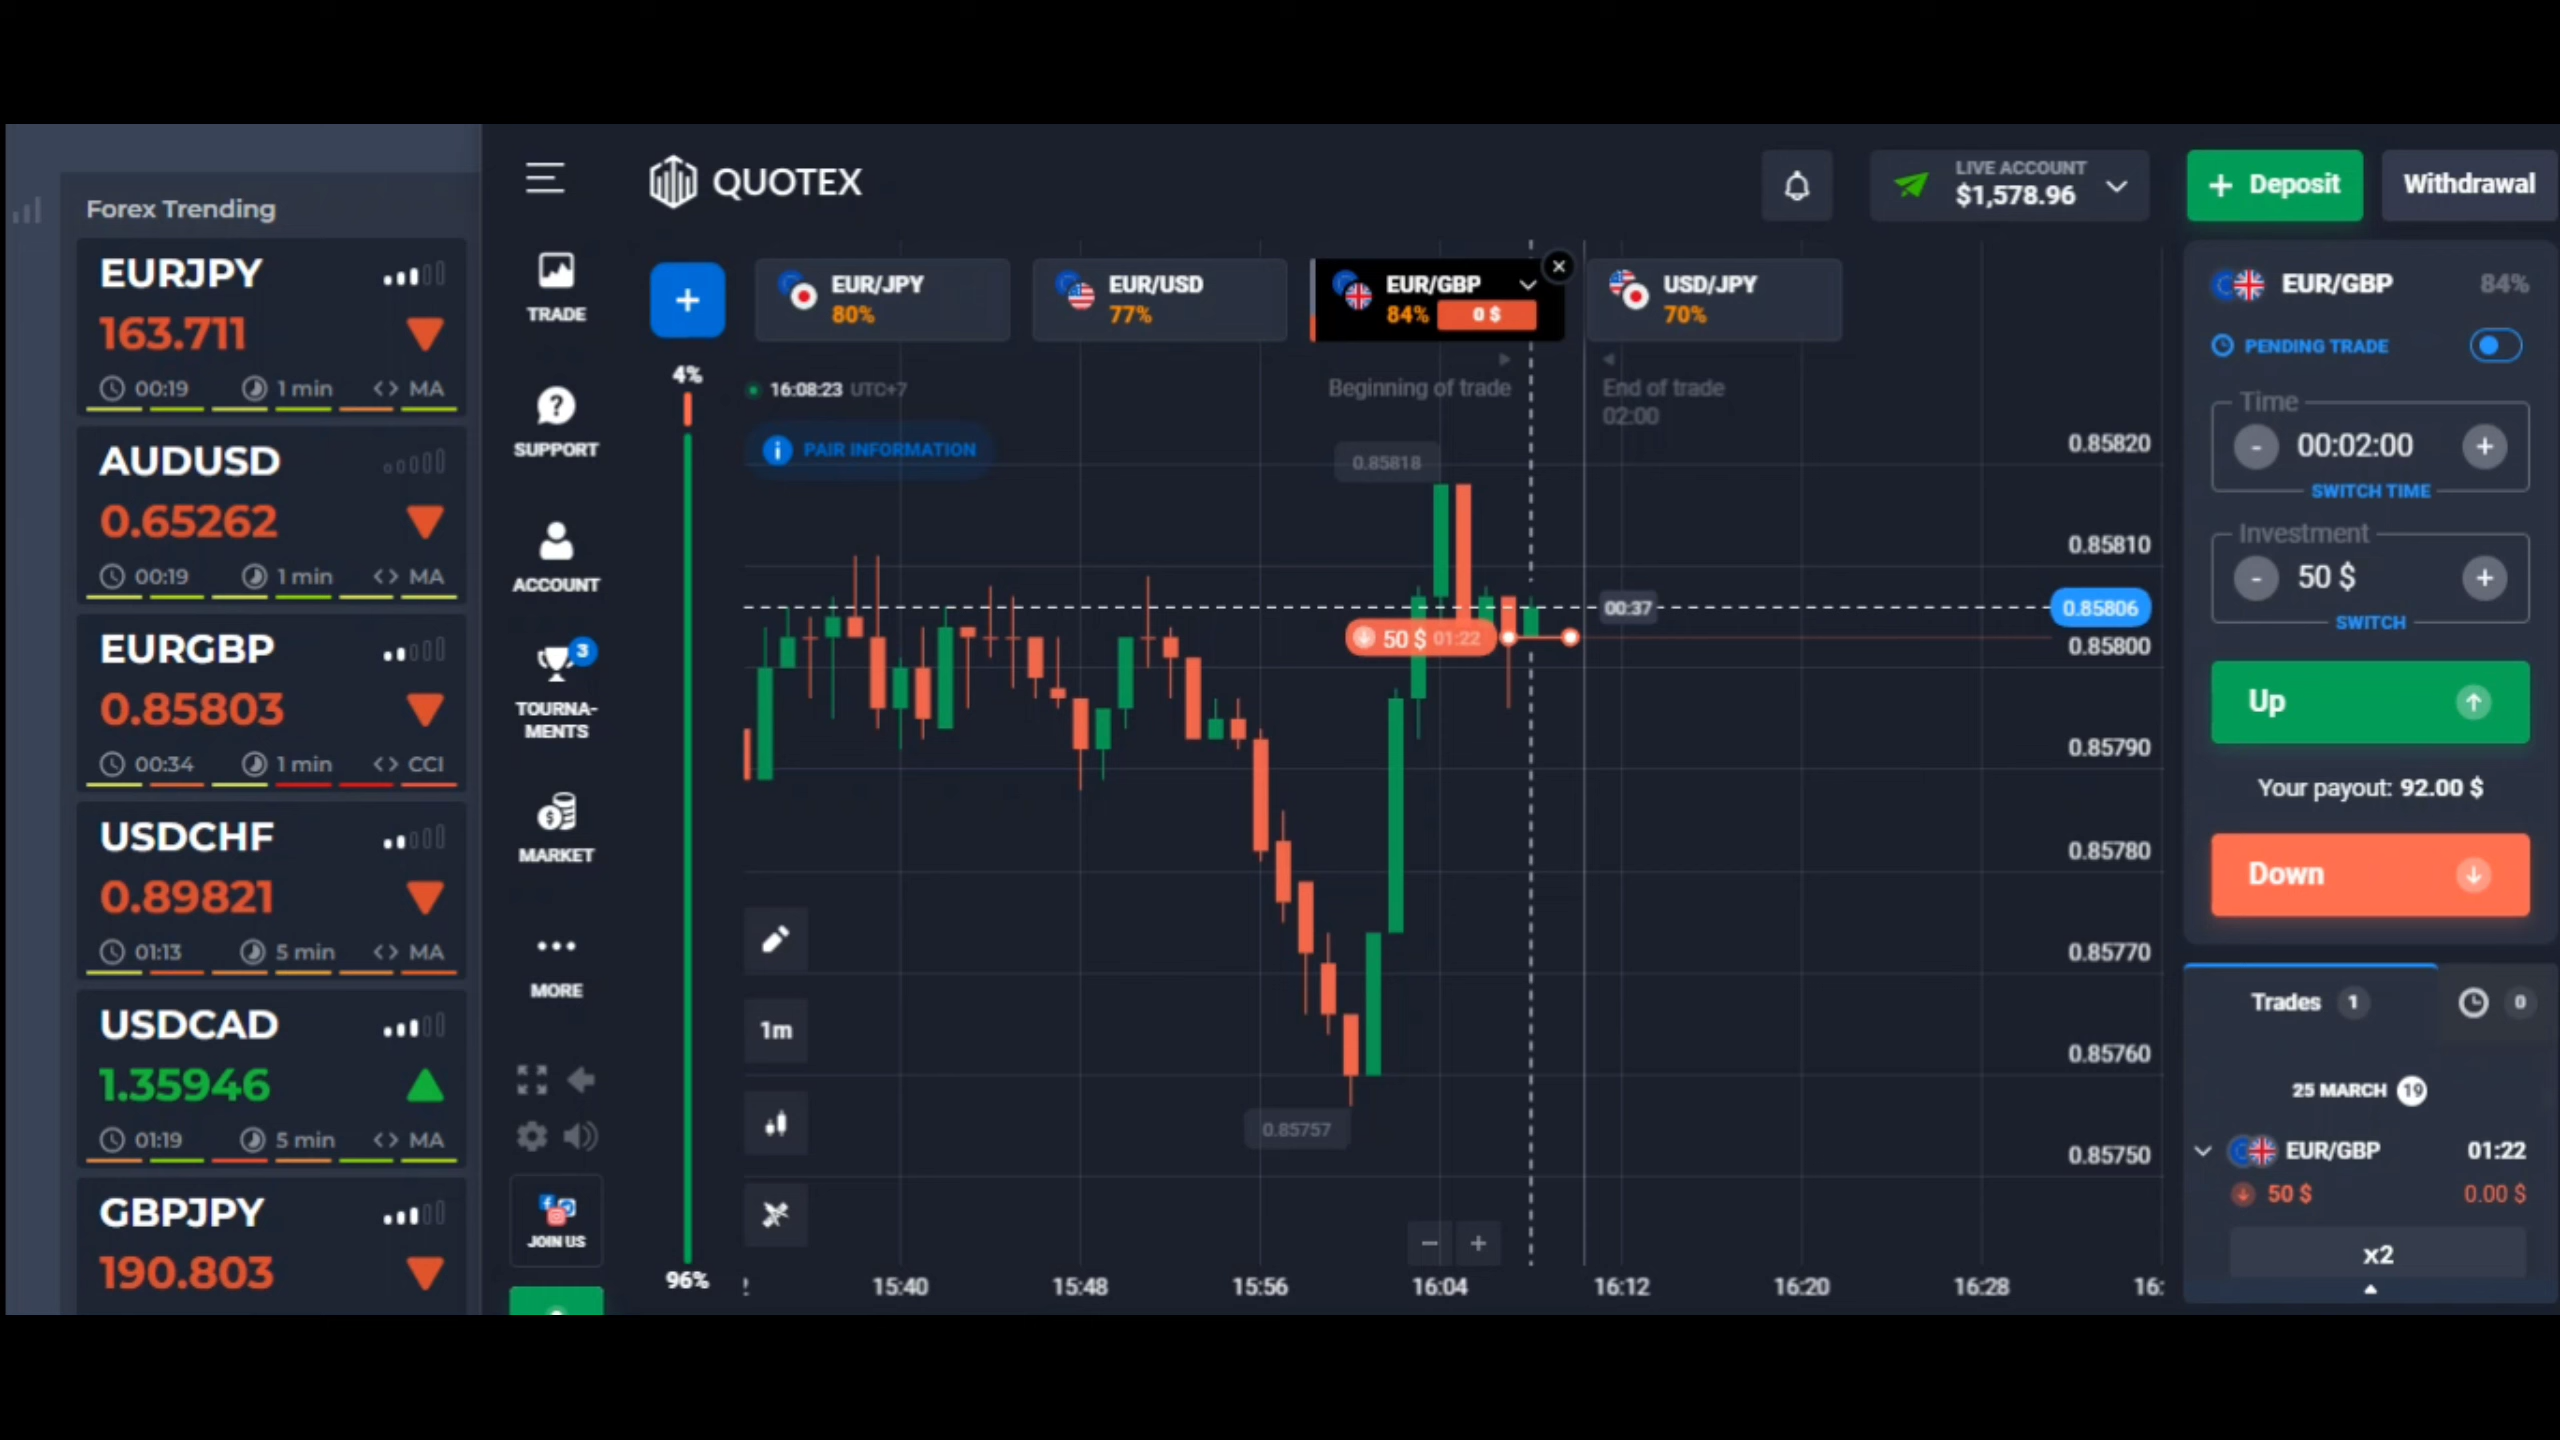 Forex Trending
EURJPY
163.711
00:19 1 min <> MA
AUDUSD
0.65262
00:19 1 min <> MA
EURGBP
0.85803
00:34 1 min <> CCI
USDCHF
0.89821
01:13 5 min <> MA
USDCAD
1.35946
01:19 5 min <> MA
GBPJPY
190.803
TRADE
SUPPORT
ACCOUNT
3
TOURNA-
MENTS
MARKET
MORE
JOIN US
QUOTEX
LIVE ACCOUNT
$1,578.96
+ Deposit
Withdrawal
+
EUR/JPY
80%
EUR/USD
77%
EUR/GBP
84% 0 $
USD/JPY
70%
4%
96%
16:08:23 UTC+7
PAIR INFORMATION
Beginning of trade
End of trade
02:00
0.85818
00:37
50 $ 01:22
0.85757
1m
- +
0.85820
0.85810
0.85806
0.85800
0.85790
0.85780
0.85770
0.85760
0.85750
15:40 15:48 15:56 16:04 16:12 16:20 16:28 16:
EUR/GBP 84%
PENDING TRADE
Time
- 00:02:00 +
SWITCH TIME
Investment
- 50 $ +
SWITCH
Up
Your payout: 92.00 $
Down
Trades 1 0
25 MARCH 19
EUR/GBP 01:22
50 $ 0.00 $
x2